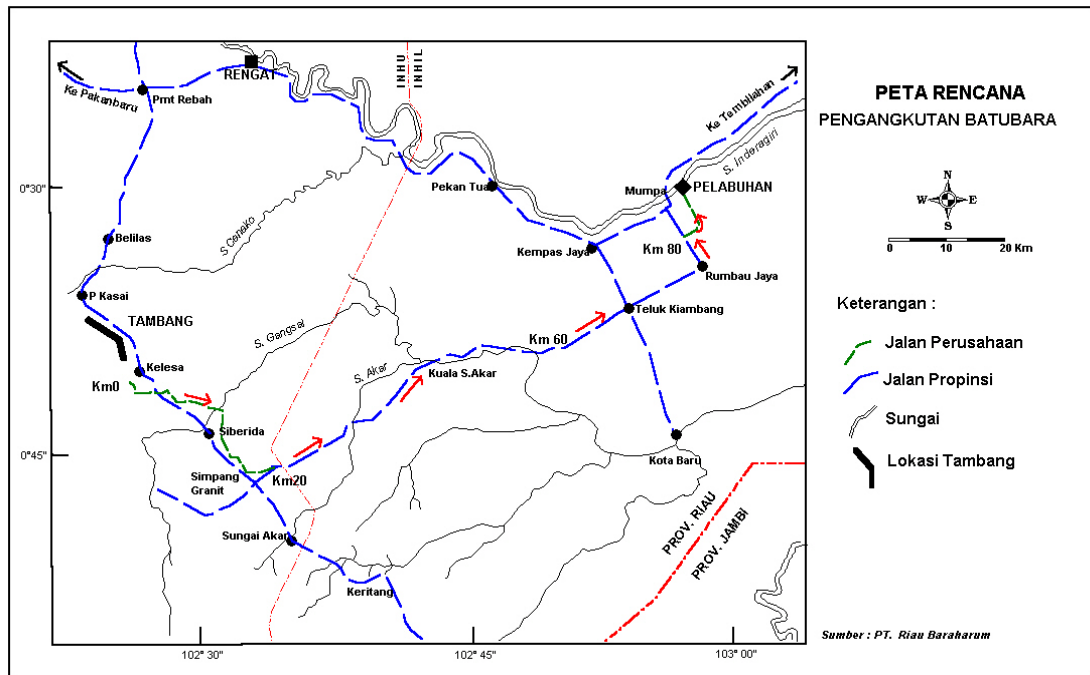 PETA RENCANA
PENGANGKUTAN BATUBARA
N
W E
S
0 10 20 Km
Keterangan :
Jalan Perusahaan
Jalan Propinsi
Sungai
Lokasi Tambang
Sumber : PT. Riau Baraharum
RENGAT
INHU
INHIL
Ke Pakanbaru
Pmt Rebah
Ke Tembilahan
S. Inderagiri
0°30"
Pekan Tua
Mumpa
PELABUHAN
S Cenako
Belilas
Kempas Jaya
Km 80
Rumbau Jaya
P Kasai
TAMBANG
Teluk Kiambang
S. Gangsal
Km 60
Kelesa
S. Akar
Kuala S.Akar
Km0
Siberida
0°45"
Kota Baru
Simpang
Granit
Km20
PROV. RIAU
PROV. JAMBI
Sungai Akar
Keritang
102°30"
102°45"
103°00"